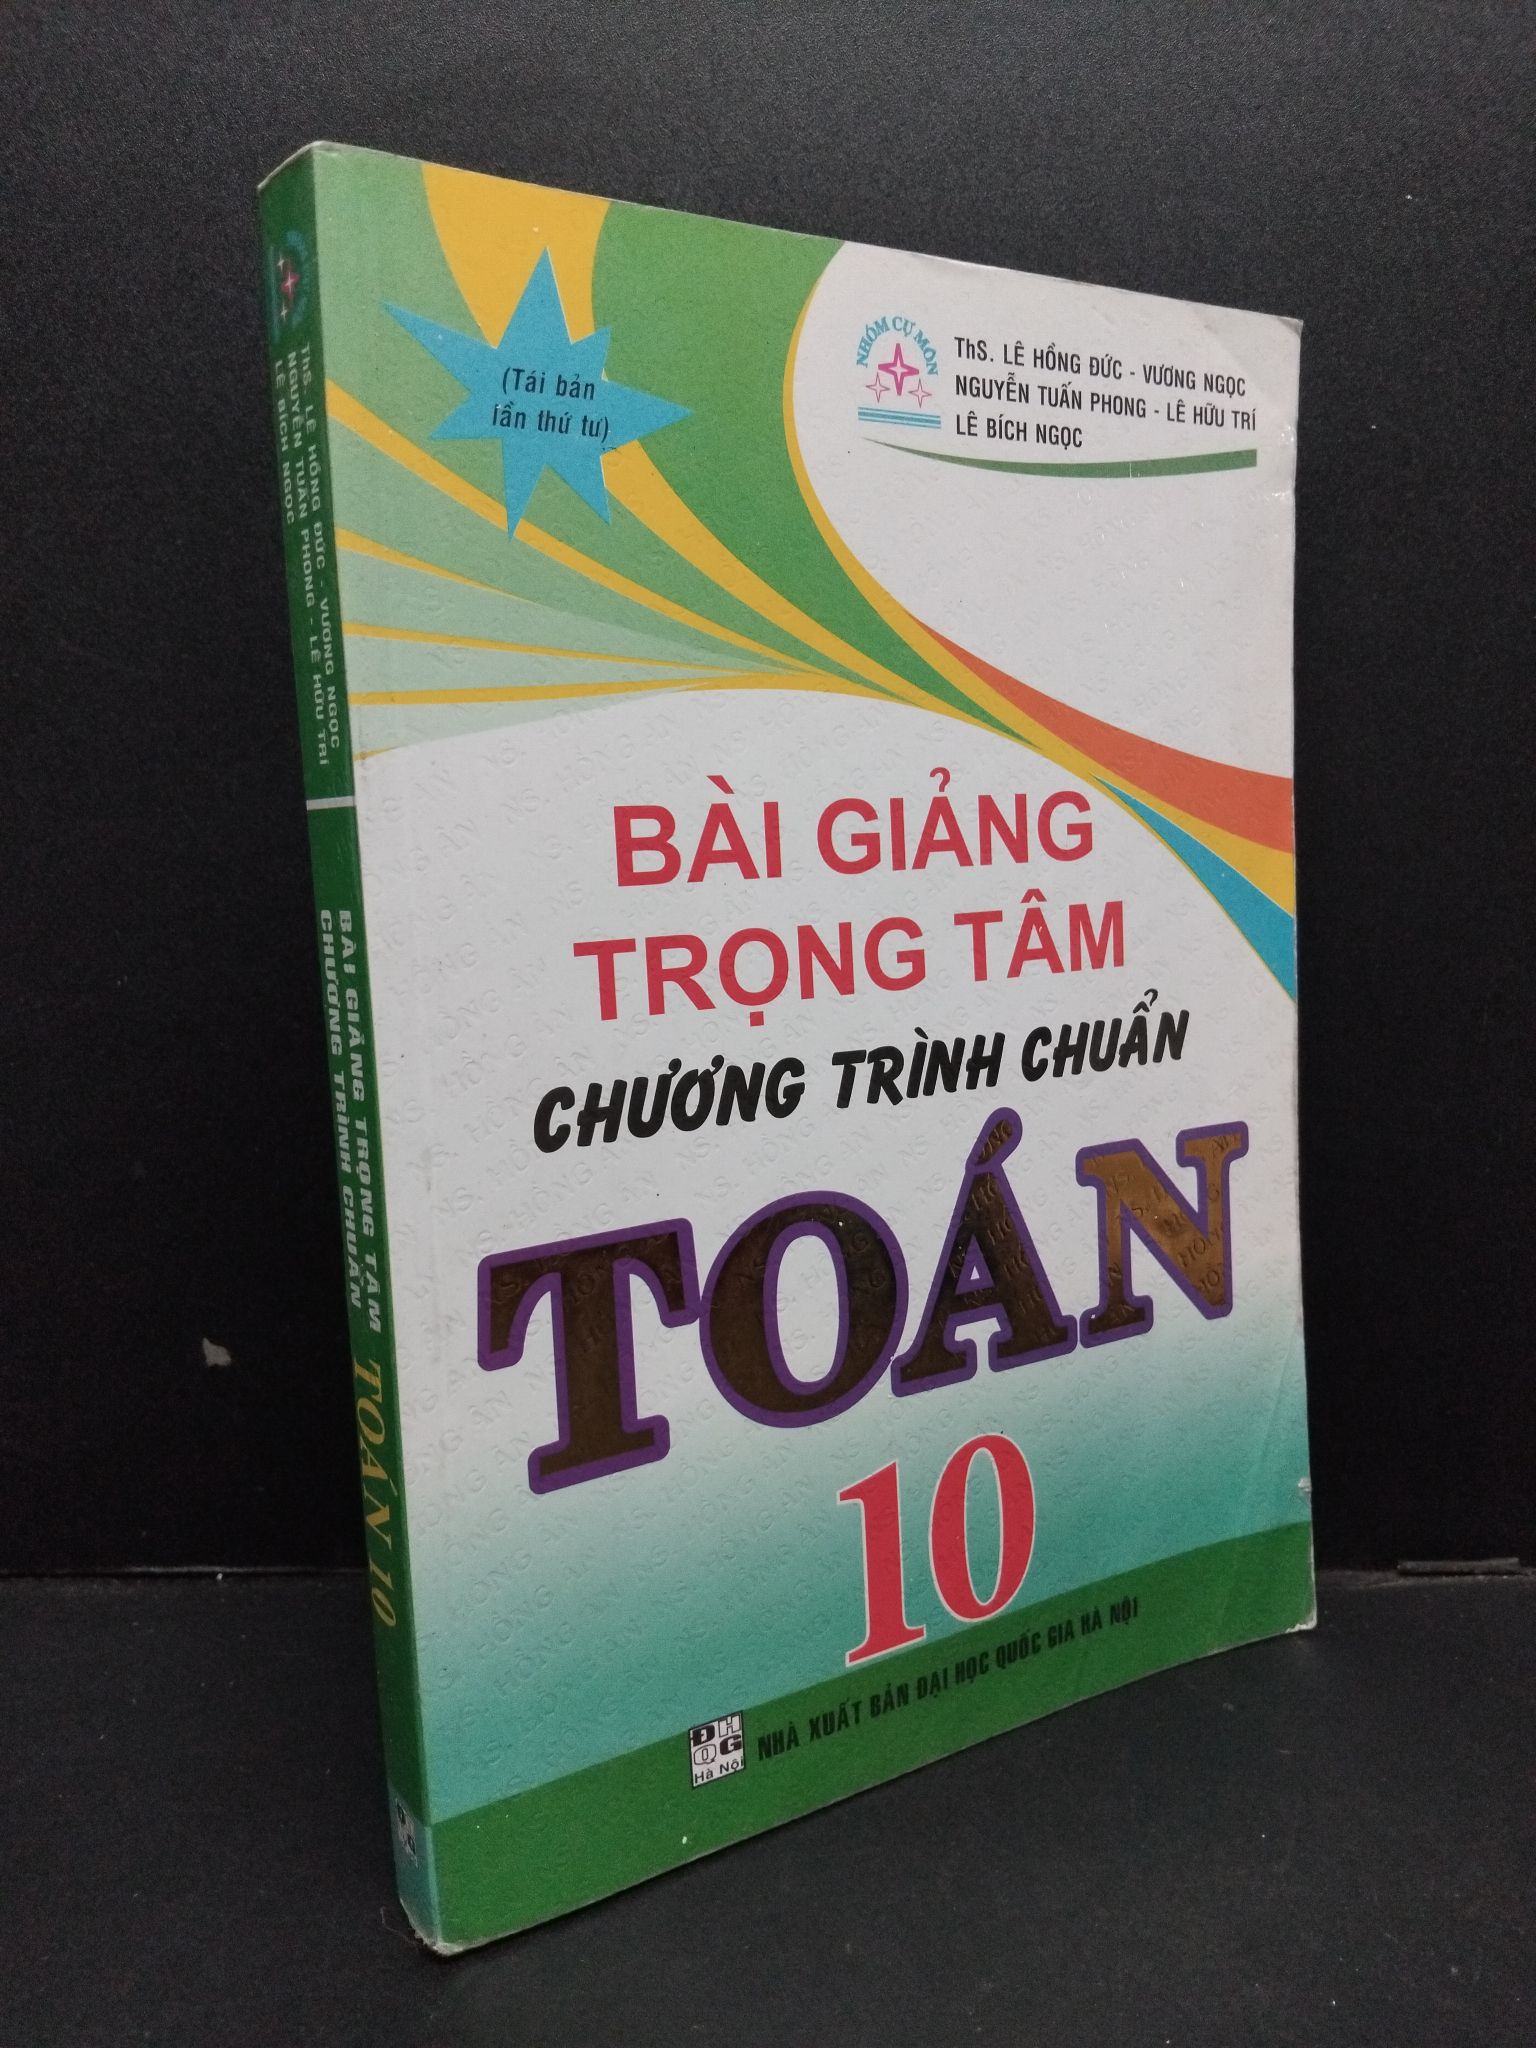 (Tái bản
lần thứ tư)
NHÓM CỰ MÔN
ThS. LÊ HỒNG ĐỨC - VƯƠNG NGỌC
NGUYỄN TUẤN PHONG - LÊ HỮU TRÍ
LÊ BÍCH NGỌC
BÀI GIẢNG
TRỌNG TÂM
CHƯƠNG TRÌNH CHUẨN
TOÁN
10
ĐH
QG
Hà Nội
NHÀ XUẤT BẢN ĐẠI HỌC QUỐC GIA HÀ NỘI
ThS. LÊ HỒNG ĐỨC - VƯƠNG NGỌC
NGUYỄN TUẤN PHONG - LÊ HỮU TRÍ
LÊ BÍCH NGỌC
BÀI GIẢNG TRỌNG TÂM
CHƯƠNG TRÌNH CHUẨN
TOÁN 10